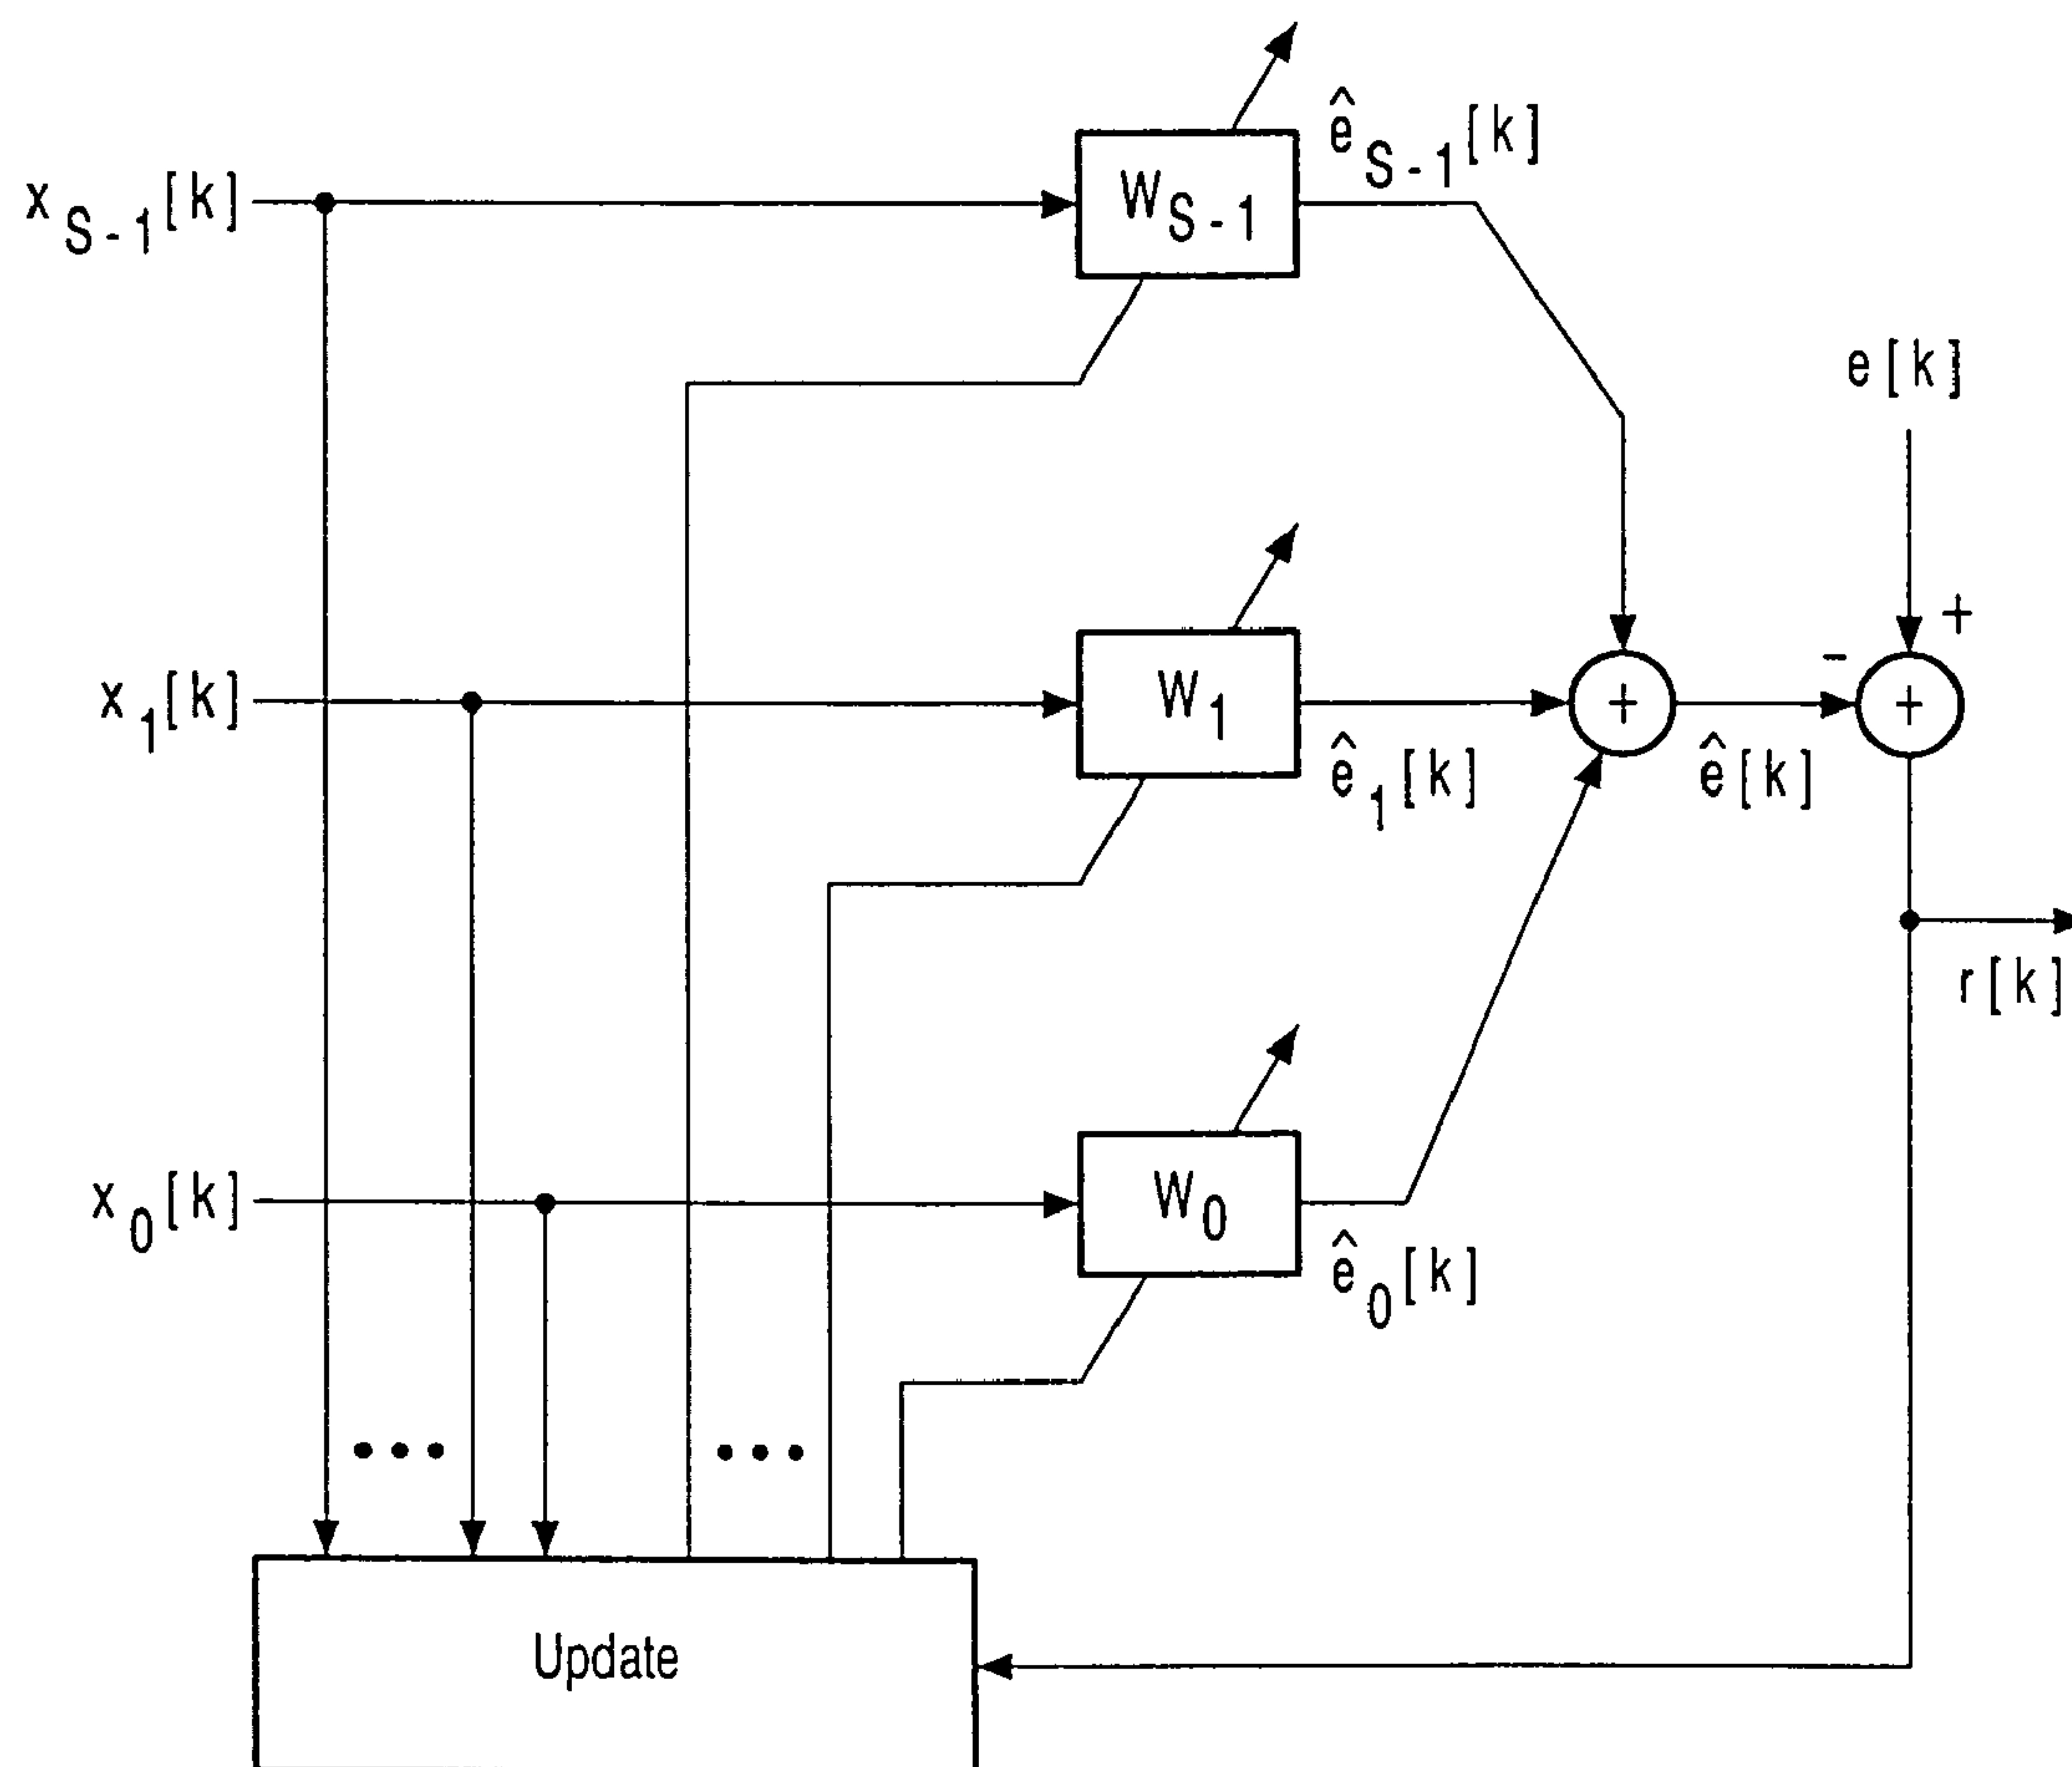 x_{S-1}[k]
W_{S-1}
ê_{S-1}[k]
e[k]
x_1[k]
W_1
ê_1[k]
+
ê[k]
-
+
+
r[k]
x_0[k]
W_0
ê_0[k]
•••
•••
Update